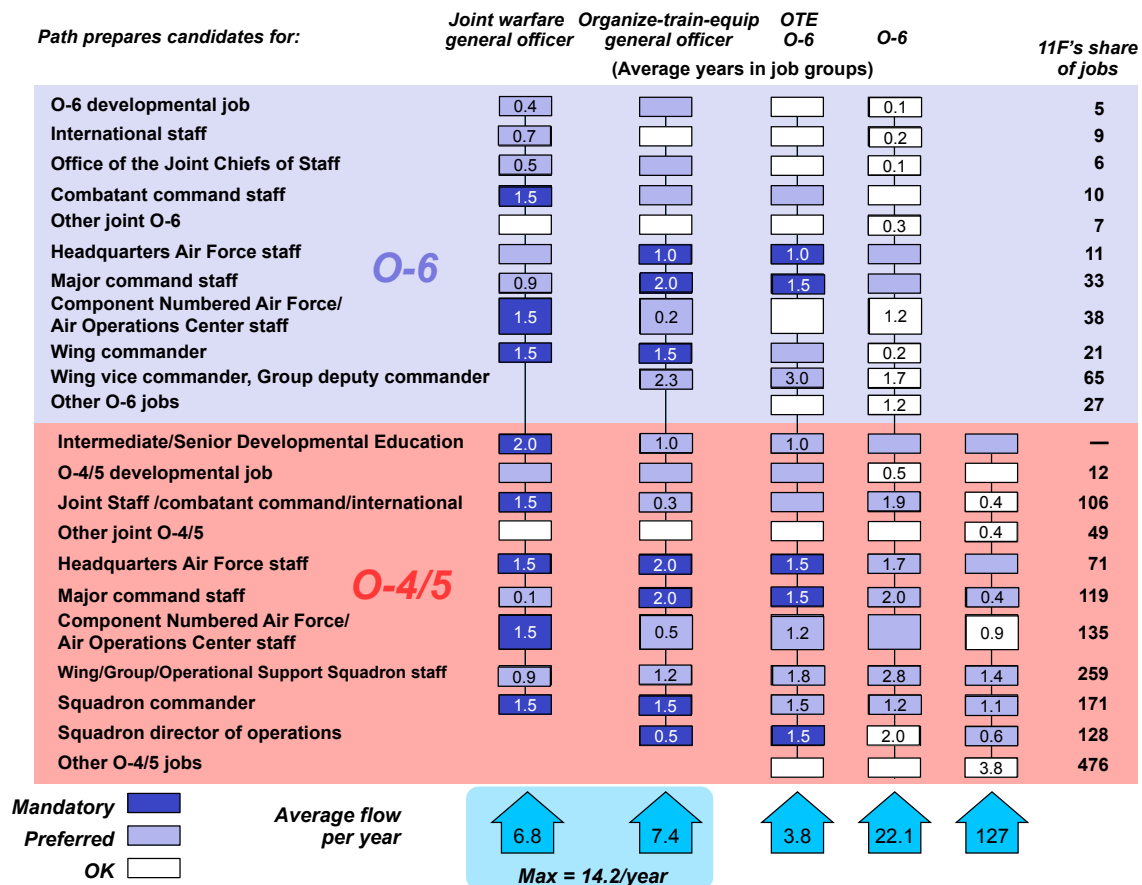 Path prepares candidates for:
Joint warfare general officer
Organize-train-equip general officer
OTE O-6
O-6
11F's share of jobs
(Average years in job groups)
O-6 developmental job 0.4 0.1 5
International staff 0.7 0.2 9
Office of the Joint Chiefs of Staff 0.5 0.1 6
Combatant command staff 1.5 10
Other joint O-6 0.3 7
Headquarters Air Force staff 1.0 1.0 11
O-6
Major command staff 0.9 2.0 1.5 33
Component Numbered Air Force/
Air Operations Center staff 1.5 0.2 1.2 38
Wing commander 1.5 1.5 0.2 21
Wing vice commander, Group deputy commander 2.3 3.0 1.7 65
Other O-6 jobs 1.2 27
Intermediate/Senior Developmental Education 2.0 1.0 1.0 —
O-4/5 developmental job 0.5 12
Joint Staff /combatant command/international 1.5 0.3 1.9 0.4 106
Other joint O-4/5 0.4 49
Headquarters Air Force staff 1.5 2.0 1.5 1.7 71
O-4/5
Major command staff 0.1 2.0 1.5 2.0 0.4 119
Component Numbered Air Force/
Air Operations Center staff 1.5 0.5 1.2 0.9 135
Wing/Group/Operational Support Squadron staff 0.9 1.2 1.8 2.8 1.4 259
Squadron commander 1.5 1.5 1.5 1.2 1.1 171
Squadron director of operations 0.5 1.5 2.0 0.6 128
Other O-4/5 jobs 3.8 476
Mandatory
Preferred
OK
Average flow
per year
6.8 7.4 3.8 22.1 127
Max = 14.2/year